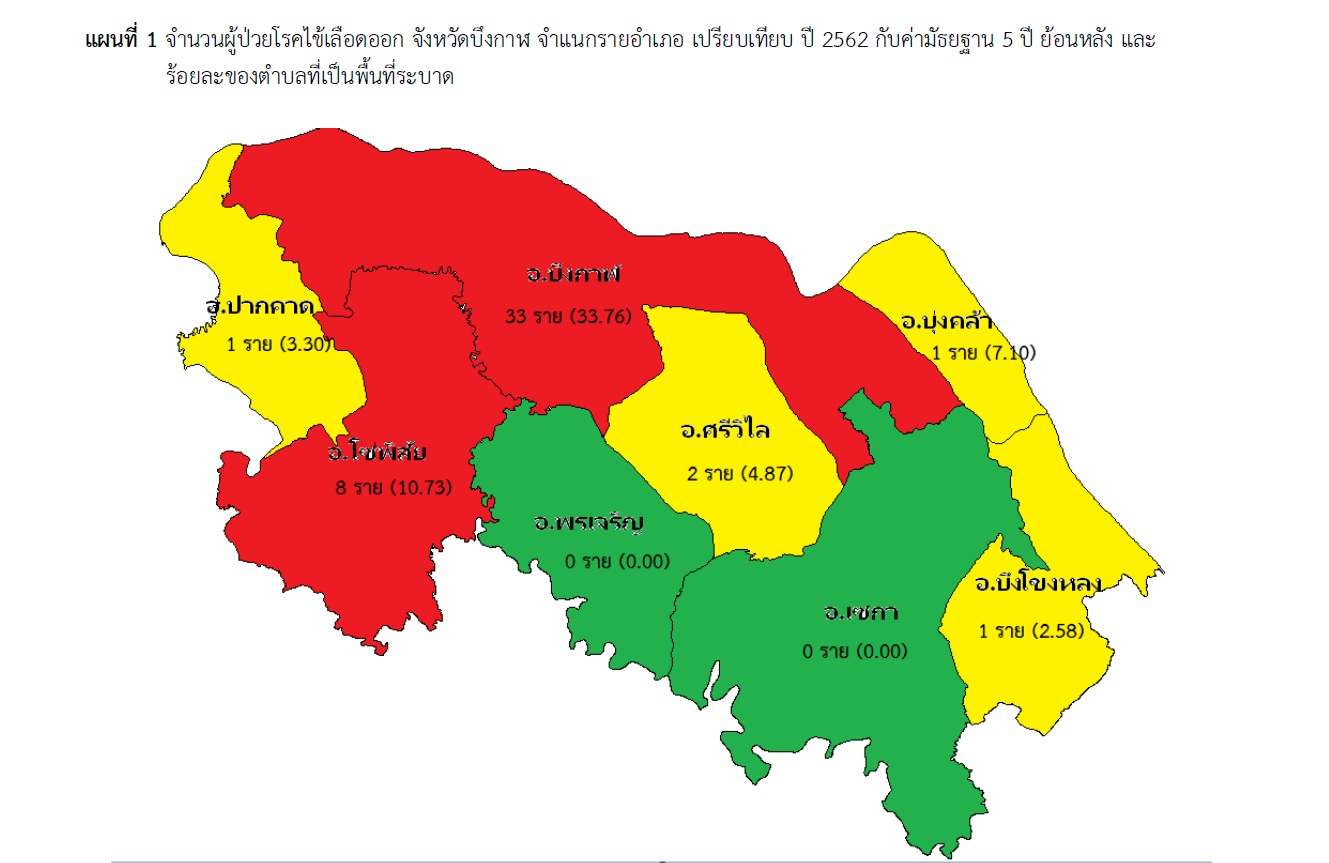 แผนที่ 1 จำนวนผู้ป่วยโรคไข้เลือดออก จังหวัดบึงกาฬ จำแนกรายอำเภอ เปรียบเทียบ ปี 2562 กับค่ามัธยฐาน 5 ปี ย้อนหลัง และ
ร้อยละของตำบลที่เป็นพื้นที่ระบาด
อ.บึงกาฬ
33 ราย (33.76)
อ.ปากคาด
1 ราย (3.30)
อ.บุ่งคล้า
1 ราย (7.10)
อ.ศรีวิไล
2 ราย (4.87)
อ.โซ่พิสัย
8 ราย (10.73)
อ.พรเจริญ
0 ราย (0.00)
อ.บึงโขงหลง
1 ราย (2.58)
อ.เซกา
0 ราย (0.00)